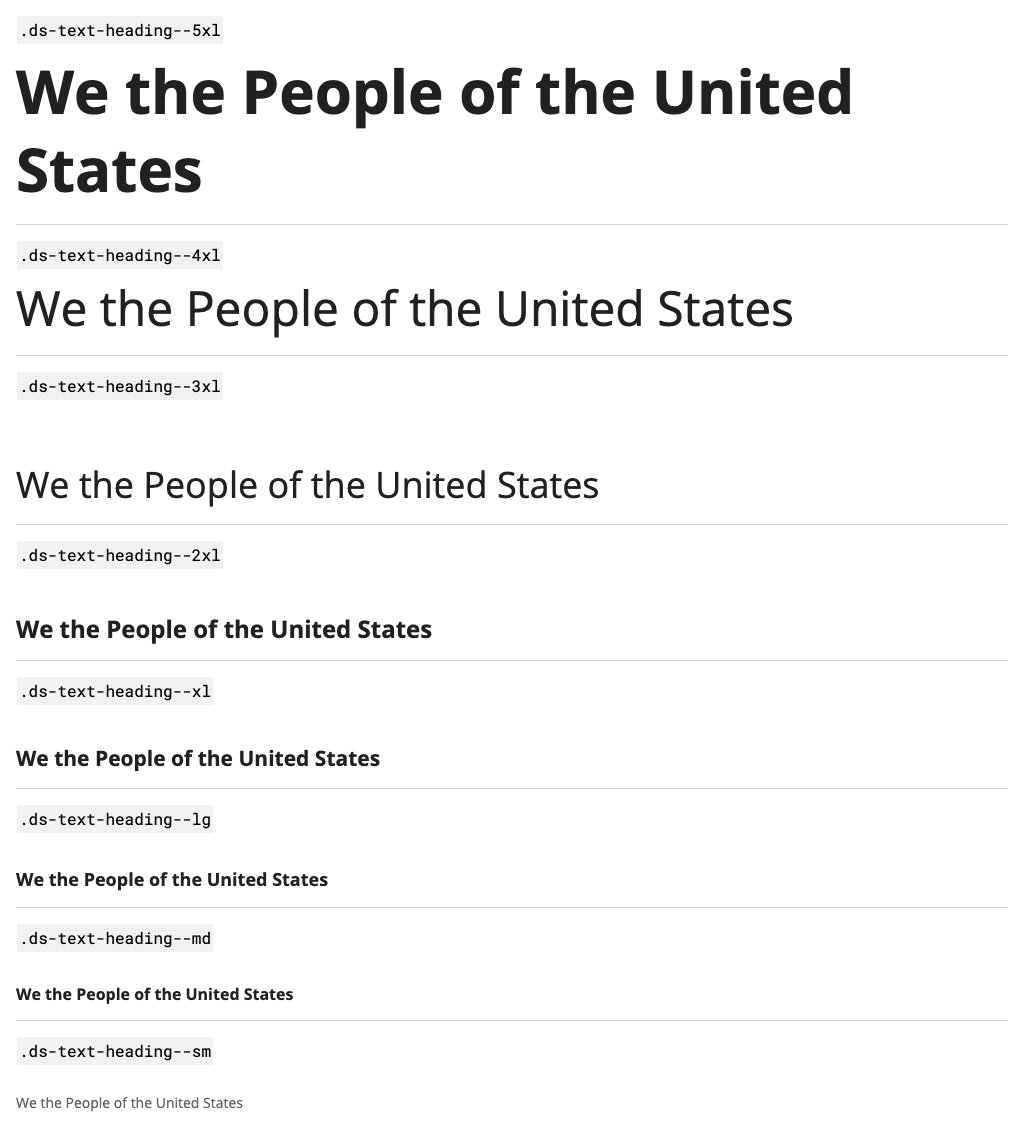 .ds-text-heading--5xl
We the People of the United
States
.ds-text-heading--4xl
We the People of the United States
.ds-text-heading--3xl
We the People of the United States
.ds-text-heading--2xl
We the People of the United States
.ds-text-heading--xl
We the People of the United States
.ds-text-heading--lg
We the People of the United States
.ds-text-heading--md
We the People of the United States
.ds-text-heading--sm
We the People of the United States